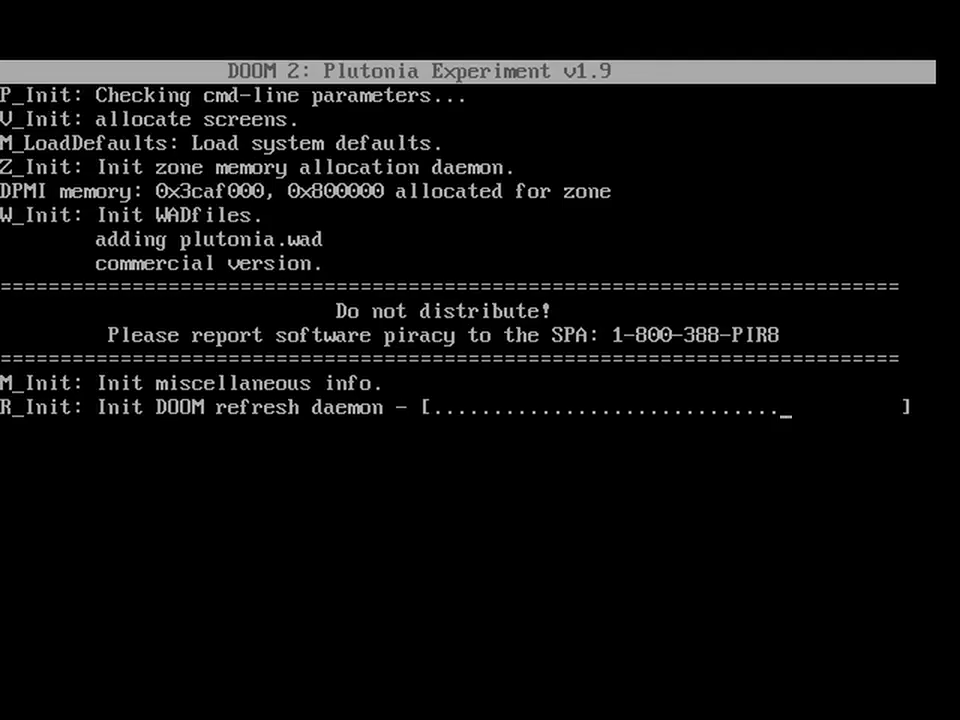 DOOM 2: Plutonia Experiment v1.9
P_Init: Checking cmd-line parameters...
V_Init: allocate screens.
M_LoadDefaults: Load system defaults.
Z_Init: Init zone memory allocation daemon.
DPMI memory: 0x3caf000, 0x800000 allocated for zone
W_Init: Init WADfiles.
adding plutonia.wad
commercial version.
===========================================================================
Do not distribute!
Please report software piracy to the SPA: 1-800-388-PIR8
===========================================================================
M_Init: Init miscellaneous info.
R_Init: Init DOOM refresh daemon - [............................._         ]